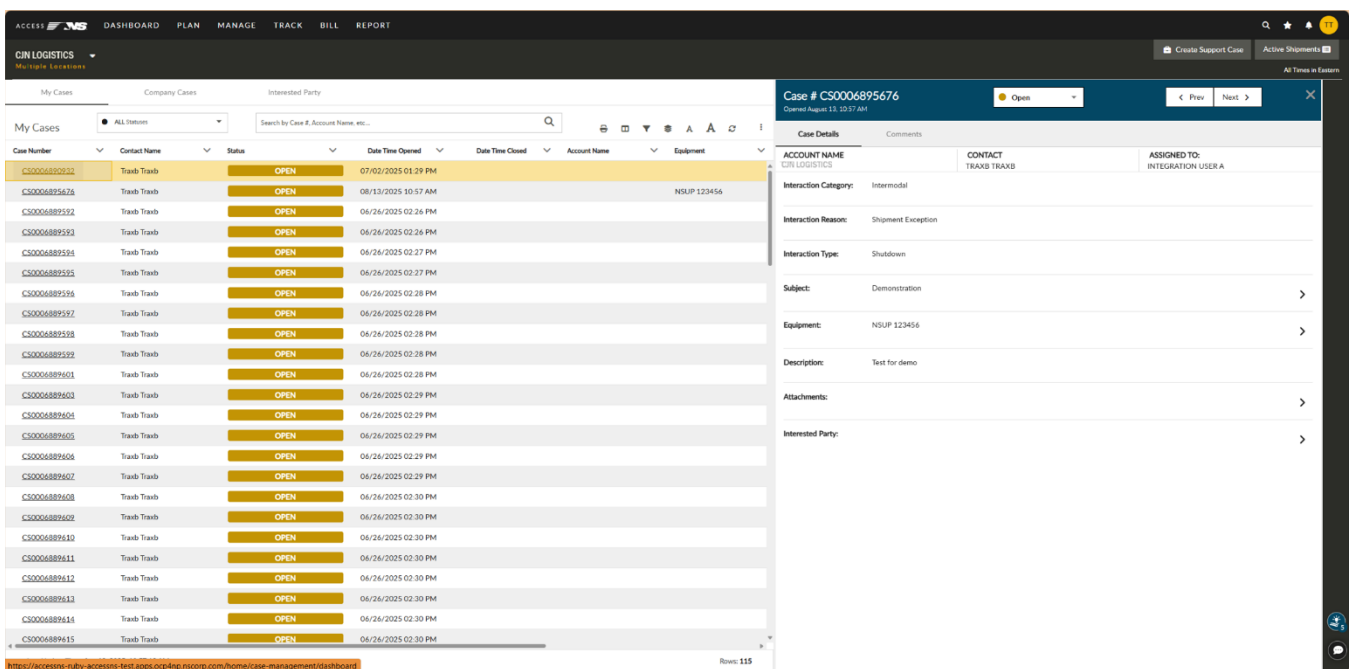 ACCESS NS DASHBOARD PLAN MANAGE TRACK BILL REPORT TT
CJN LOGISTICS
Multiple Locations
Create Support Case Active Shipments
All Times in Eastern
My Cases Company Cases Interested Party
My Cases ALL Statuses Search by Case #, Account Name, etc... A A
Case Number Contact Name Status Date Time Opened Date Time Closed Account Name Equipment
CS0006890932 Traxb Traxb OPEN 07/02/2025 01:29 PM
CS0006895676 Traxb Traxb OPEN 08/13/2025 10:57 AM NSUP 123456
CS0006889592 Traxb Traxb OPEN 06/26/2025 02:26 PM
CS0006889593 Traxb Traxb OPEN 06/26/2025 02:26 PM
CS0006889594 Traxb Traxb OPEN 06/26/2025 02:27 PM
CS0006889595 Traxb Traxb OPEN 06/26/2025 02:27 PM
CS0006889596 Traxb Traxb OPEN 06/26/2025 02:28 PM
CS0006889597 Traxb Traxb OPEN 06/26/2025 02:28 PM
CS0006889598 Traxb Traxb OPEN 06/26/2025 02:28 PM
CS0006889599 Traxb Traxb OPEN 06/26/2025 02:28 PM
CS0006889601 Traxb Traxb OPEN 06/26/2025 02:28 PM
CS0006889603 Traxb Traxb OPEN 06/26/2025 02:29 PM
CS0006889604 Traxb Traxb OPEN 06/26/2025 02:29 PM
CS0006889605 Traxb Traxb OPEN 06/26/2025 02:29 PM
CS0006889606 Traxb Traxb OPEN 06/26/2025 02:29 PM
CS0006889607 Traxb Traxb OPEN 06/26/2025 02:29 PM
CS0006889608 Traxb Traxb OPEN 06/26/2025 02:30 PM
CS0006889609 Traxb Traxb OPEN 06/26/2025 02:30 PM
CS0006889610 Traxb Traxb OPEN 06/26/2025 02:30 PM
CS0006889611 Traxb Traxb OPEN 06/26/2025 02:30 PM
CS0006889612 Traxb Traxb OPEN 06/26/2025 02:30 PM
CS0006889613 Traxb Traxb OPEN 06/26/2025 02:30 PM
CS0006889614 Traxb Traxb OPEN 06/26/2025 02:30 PM
CS0006889615 Traxb Traxb OPEN 06/26/2025 02:30 PM
https://accessns-ruby-accessns-test.apps.ocp4np.nscorp.com/home/case-management/dashboard
Rows: 115
Case # CS0006895676 Open Prev Next
Opened August 13, 10:57 AM
Case Details Comments
ACCOUNT NAME CONTACT ASSIGNED TO:
CJN LOGISTICS TRAXB TRAXB INTEGRATION USER A
Interaction Category: Intermodal
Interaction Reason: Shipment Exception
Interaction Type: Shutdown
Subject: Demonstration
Equipment: NSUP 123456
Description: Test for demo
Attachments:
Interested Party: